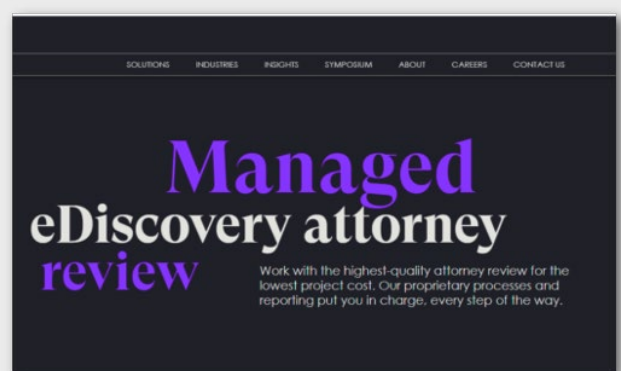 SOLUTIONS INDUSTRIES INSIGHTS SYMPOSIUM ABOUT CAREERS CONTACT US
Managed
eDiscovery attorney
review
Work with the highest-quality attorney review for the
lowest project cost. Our proprietary processes and
reporting put you in charge, every step of the way.